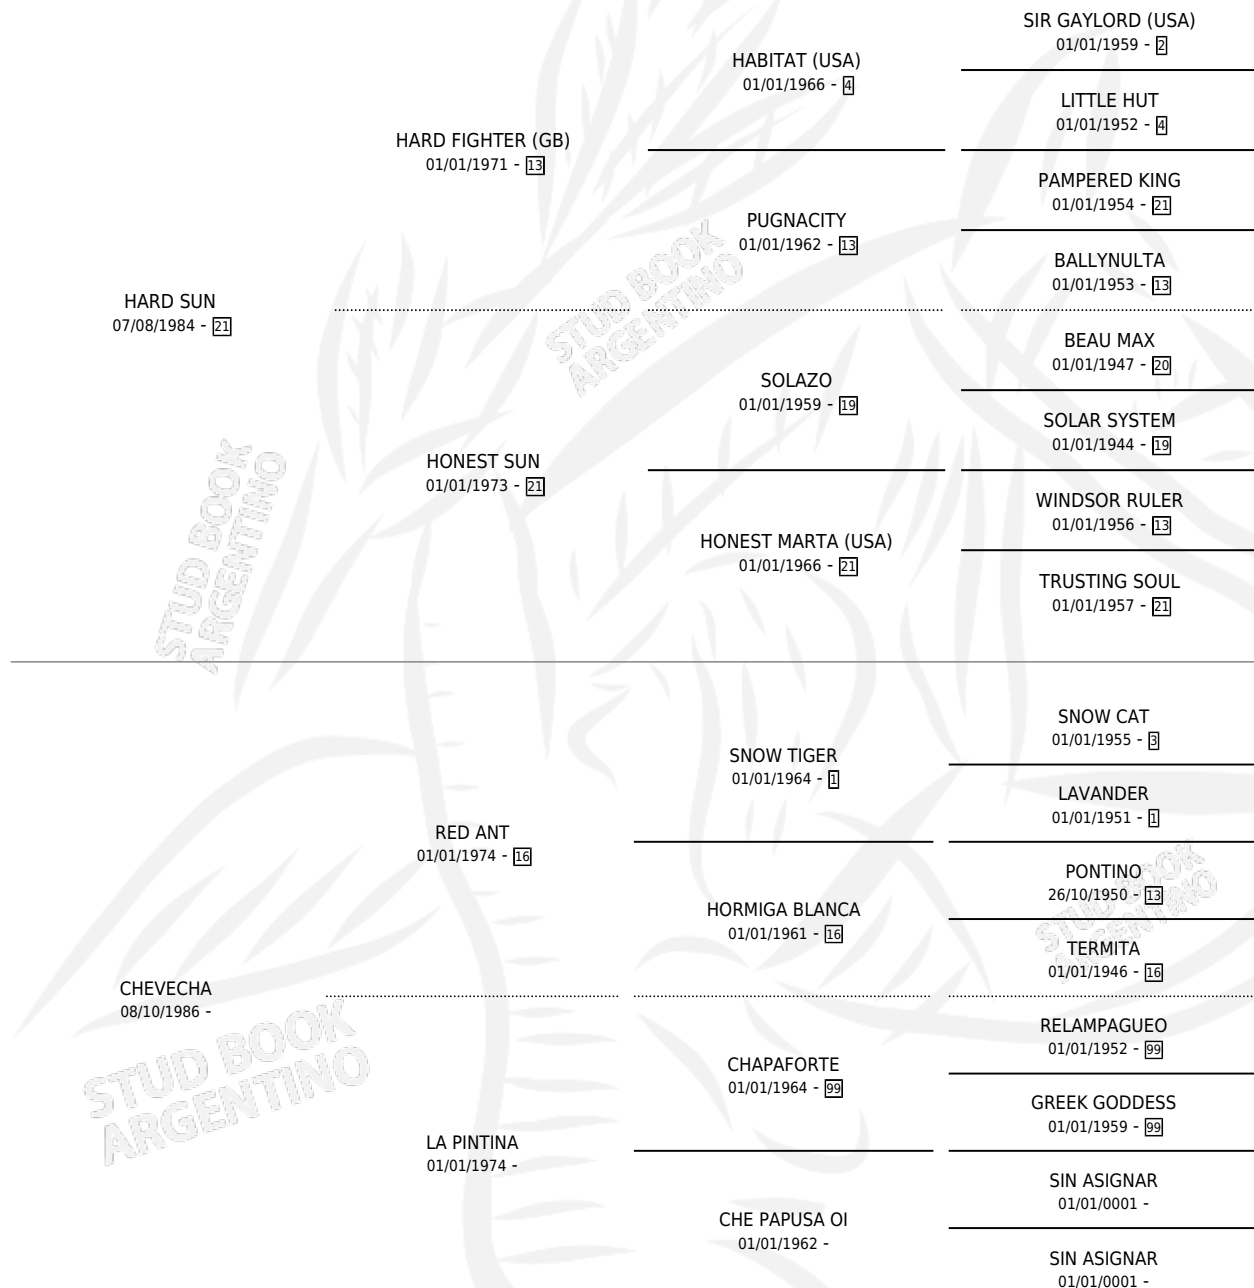 SIR GAYLORD (USA)
01/01/1959 - 2
HABITAT (USA)
01/01/1966 - 4
LITTLE HUT
01/01/1952 - 4
HARD FIGHTER (GB)
01/01/1971 - 13
PAMPERED KING
01/01/1954 - 21
PUGNACITY
01/01/1962 - 13
BALLYNULTA
01/01/1953 - 13
HARD SUN
07/08/1984 - 21
BEAU MAX
01/01/1947 - 20
SOLAZO
01/01/1959 - 19
SOLAR SYSTEM
01/01/1944 - 19
HONEST SUN
01/01/1973 - 21
WINDSOR RULER
01/01/1956 - 13
HONEST MARTA (USA)
01/01/1966 - 21
TRUSTING SOUL
01/01/1957 - 21
SNOW CAT
01/01/1955 - 3
SNOW TIGER
01/01/1964 - 1
LAVANDER
01/01/1951 - 1
RED ANT
01/01/1974 - 16
PONTINO
26/10/1950 - 13
HORMIGA BLANCA
01/01/1961 - 16
TERMITA
01/01/1946 - 16
CHEVECHA
08/10/1986 -
RELAMPAGUEO
01/01/1952 - 99
CHAPAFORTE
01/01/1964 - 99
GREEK GODDESS
01/01/1959 - 99
LA PINTINA
01/01/1974 -
SIN ASIGNAR
01/01/0001 -
CHE PAPUSA OI
01/01/1962 -
SIN ASIGNAR
01/01/0001 -
STUD BOOK
ARGENTINO
STUD BOOK
ARGENTINO
STUD BOOK
ARGENTINO
STUD BOOK
ARGENTINO